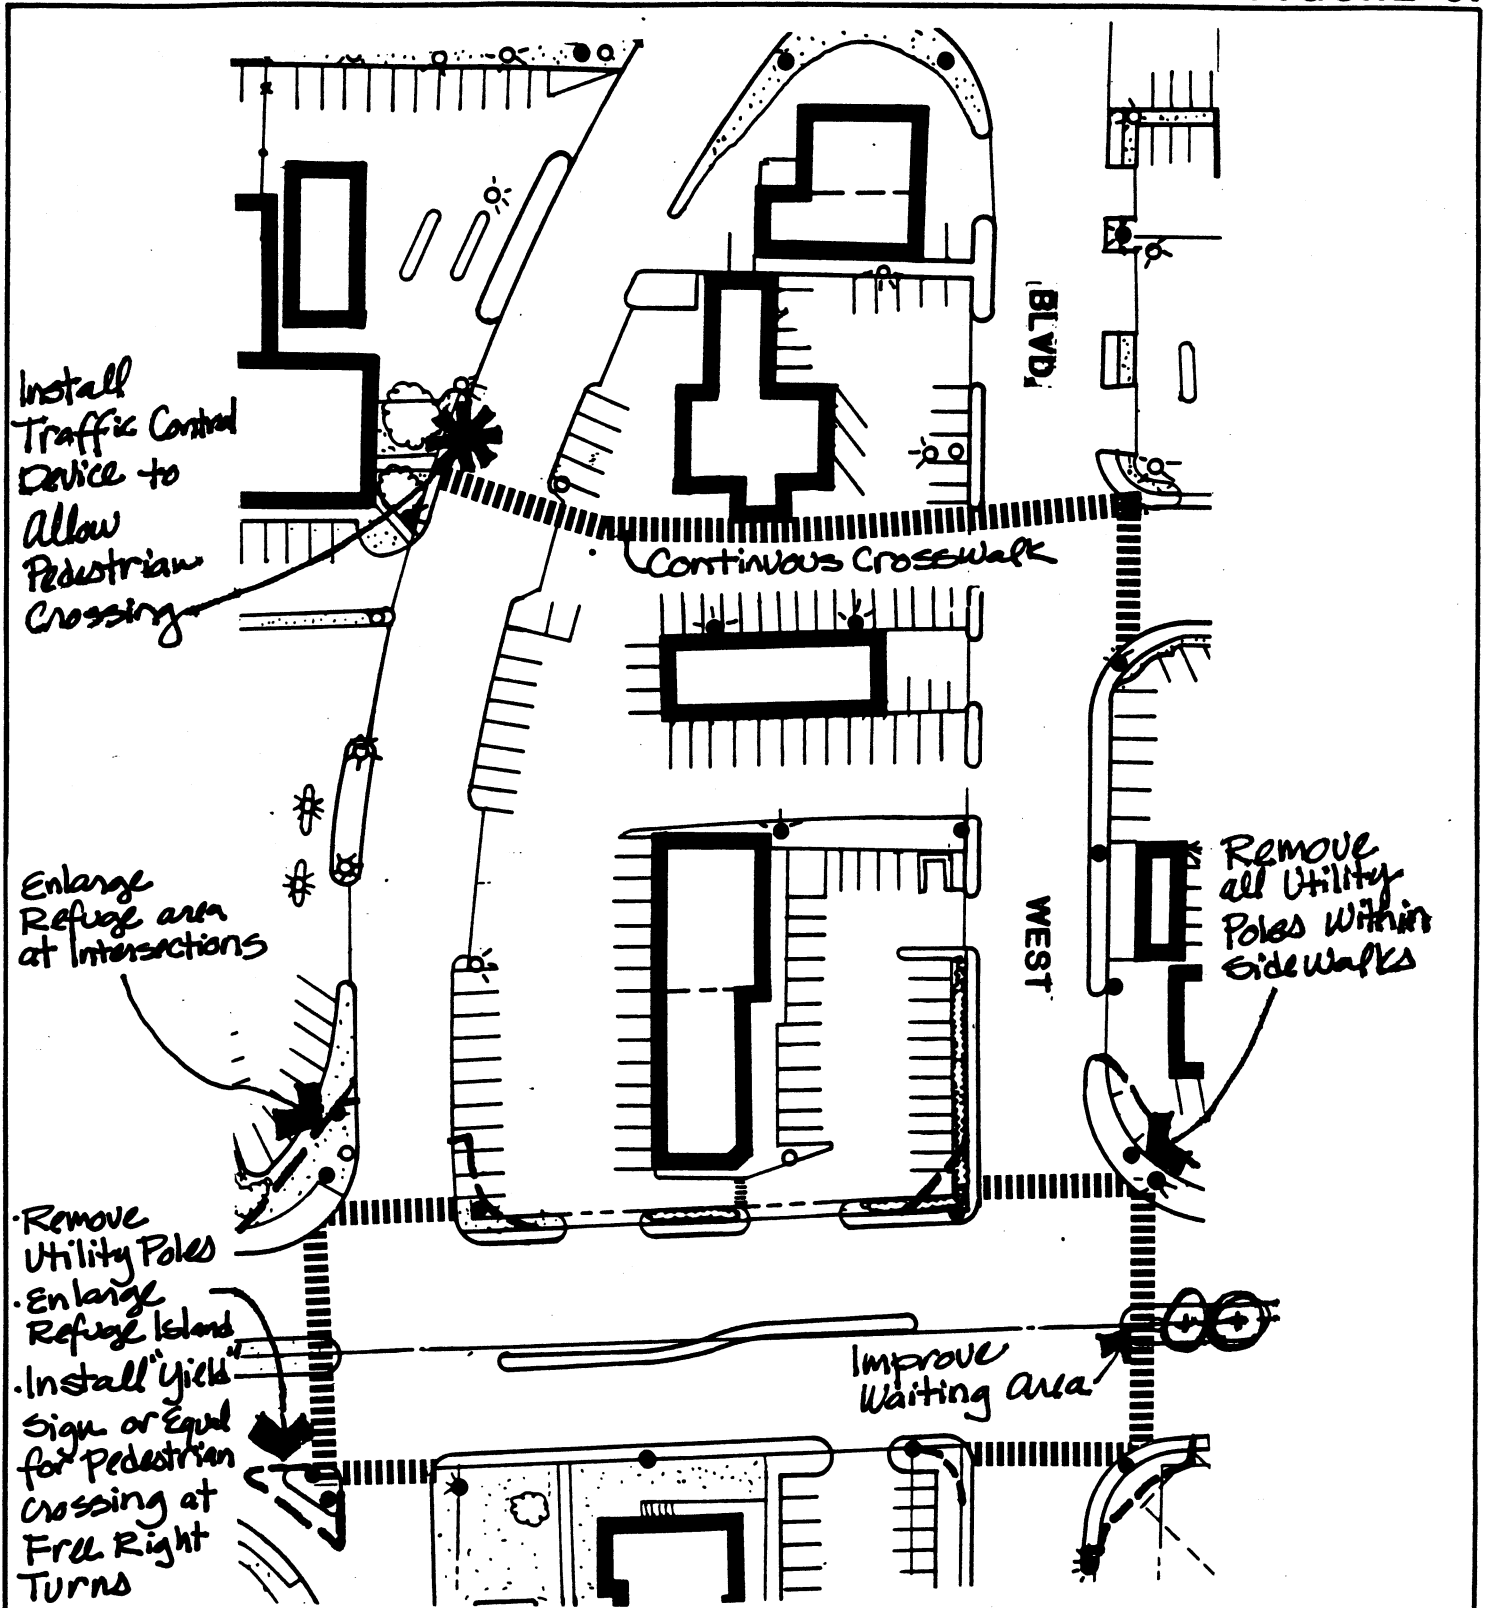 Install
Traffic Control
Device to
Allow
Pedestrian
Crossing
BLVD.
Continuous Crosswalk
Enlarge
Refuge area
at Intersections
WEST
Remove
all Utility
Poles Within
Sidewalks
·Remove
Utility Poles
·Enlarge
Refuge Island
·Install "Yield"
Sign or Equal
for Pedestrian
Crossing at
Free Right
Turns
Improve
Waiting Area